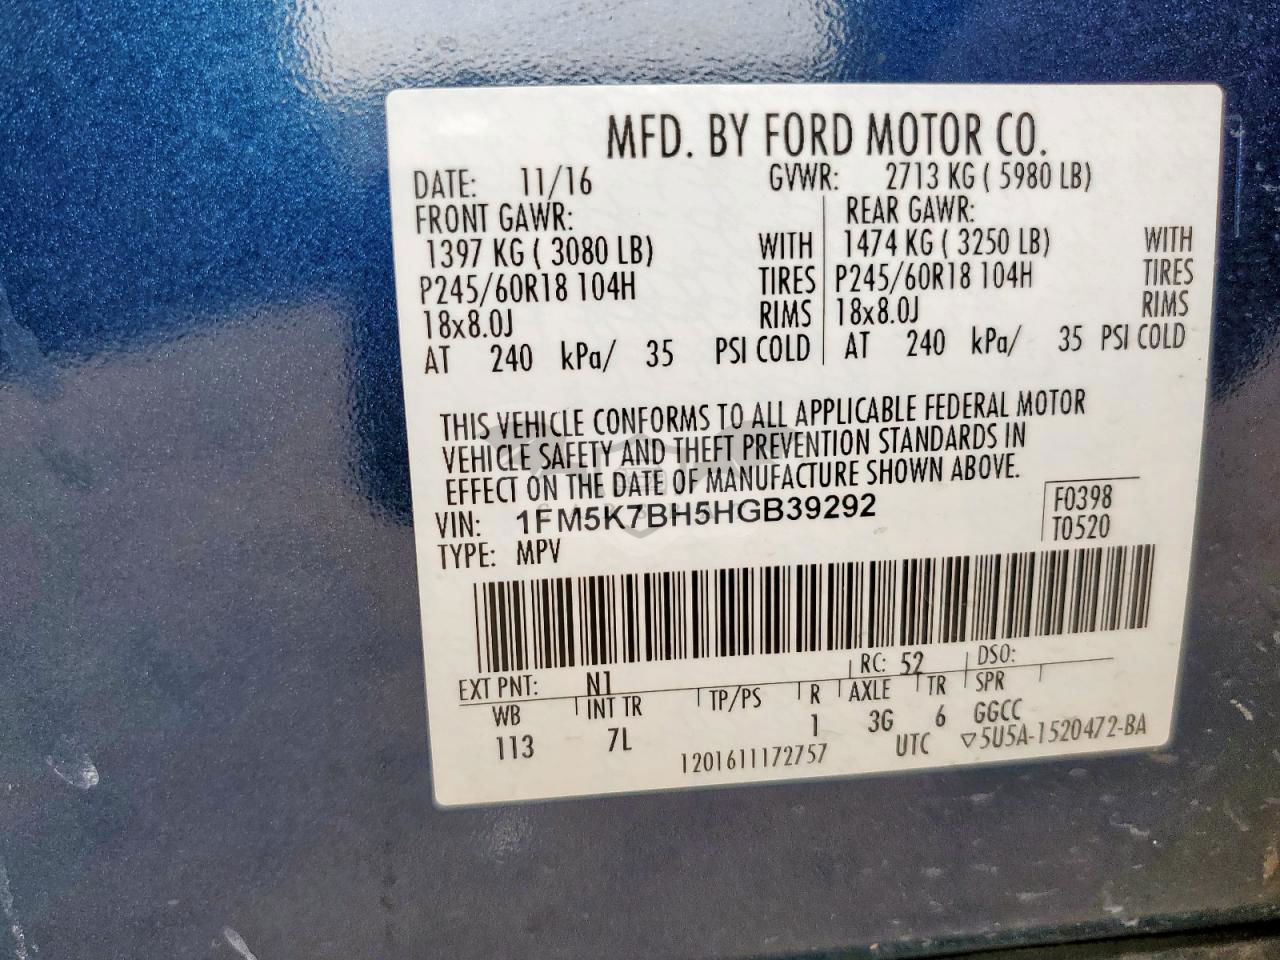 MFD. BY FORD MOTOR CO.
DATE: 11/16 GVWR: 2713 KG ( 5980 LB)
FRONT GAWR: REAR GAWR:
1397 KG ( 3080 LB) WITH 1474 KG ( 3250 LB) WITH
P245/60R18 104H TIRES P245/60R18 104H TIRES
18x8.0J RIMS 18x8.0J RIMS
AT 240 kPa/ 35 PSI COLD AT 240 kPa/ 35 PSI COLD
THIS VEHICLE CONFORMS TO ALL APPLICABLE FEDERAL MOTOR
VEHICLE SAFETY AND THEFT PREVENTION STANDARDS IN
EFFECT ON THE DATE OF MANUFACTURE SHOWN ABOVE.
VIN: 1FM5K7BH5HGB39292 F0398
TYPE: MPV T0520
EXT PNT: N1 RC: 52 DSO:
WB INT TR TP/PS R AXLE TR SPR
113 7L 1 3G 6 GGCC
1201611172757 UTC ▽5U5A-1520472-BA